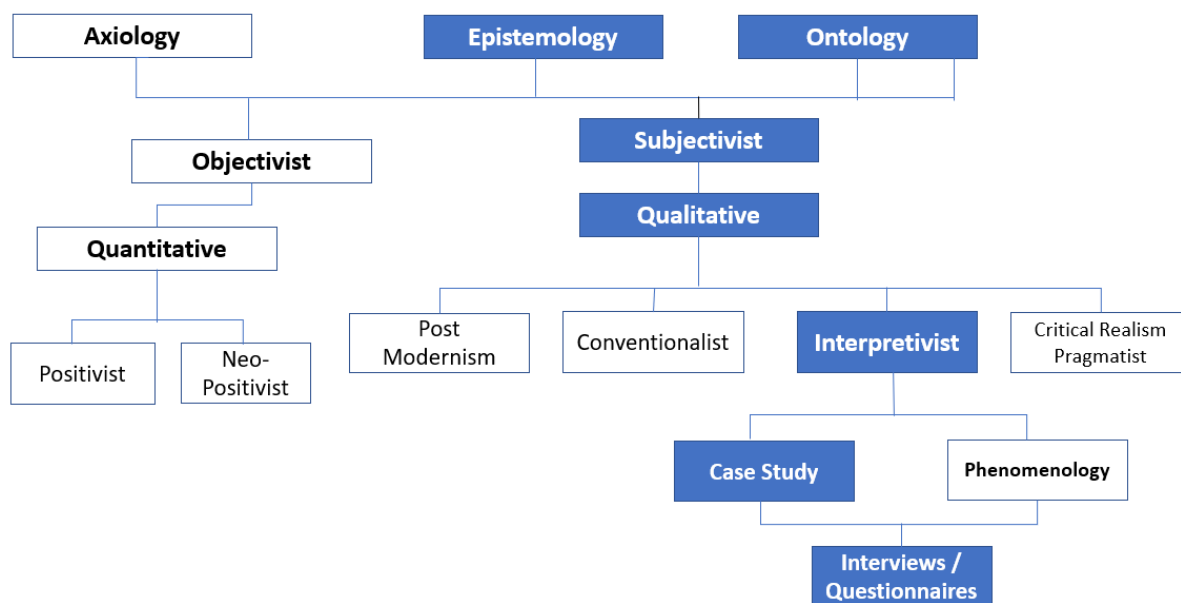 Axiology
Epistemology
Ontology
Objectivist
Subjectivist
Quantitative
Qualitative
Positivist
Neo-
Positivist
Post
Modernism
Conventionalist
Interpretivist
Critical Realism
Pragmatist
Case Study
Phenomenology
Interviews /
Questionnaires